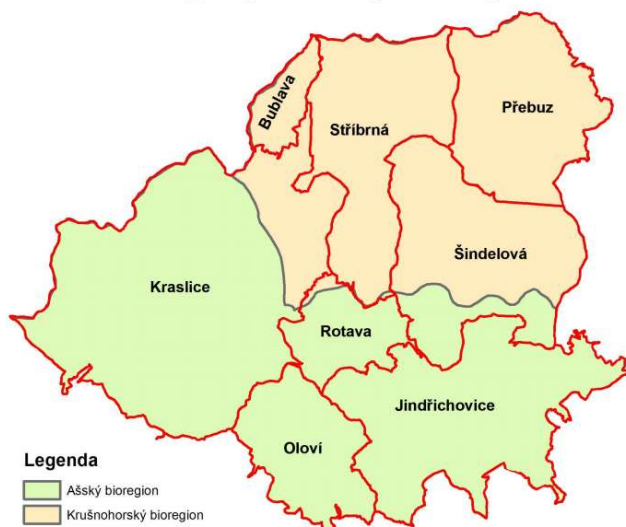 Bublava
Stříbrná
Přebuz
Šindelová
Kraslice
Rotava
Jindřichovice
Oloví
Legenda
Ašský bioregion
Krušnohorský bioregion